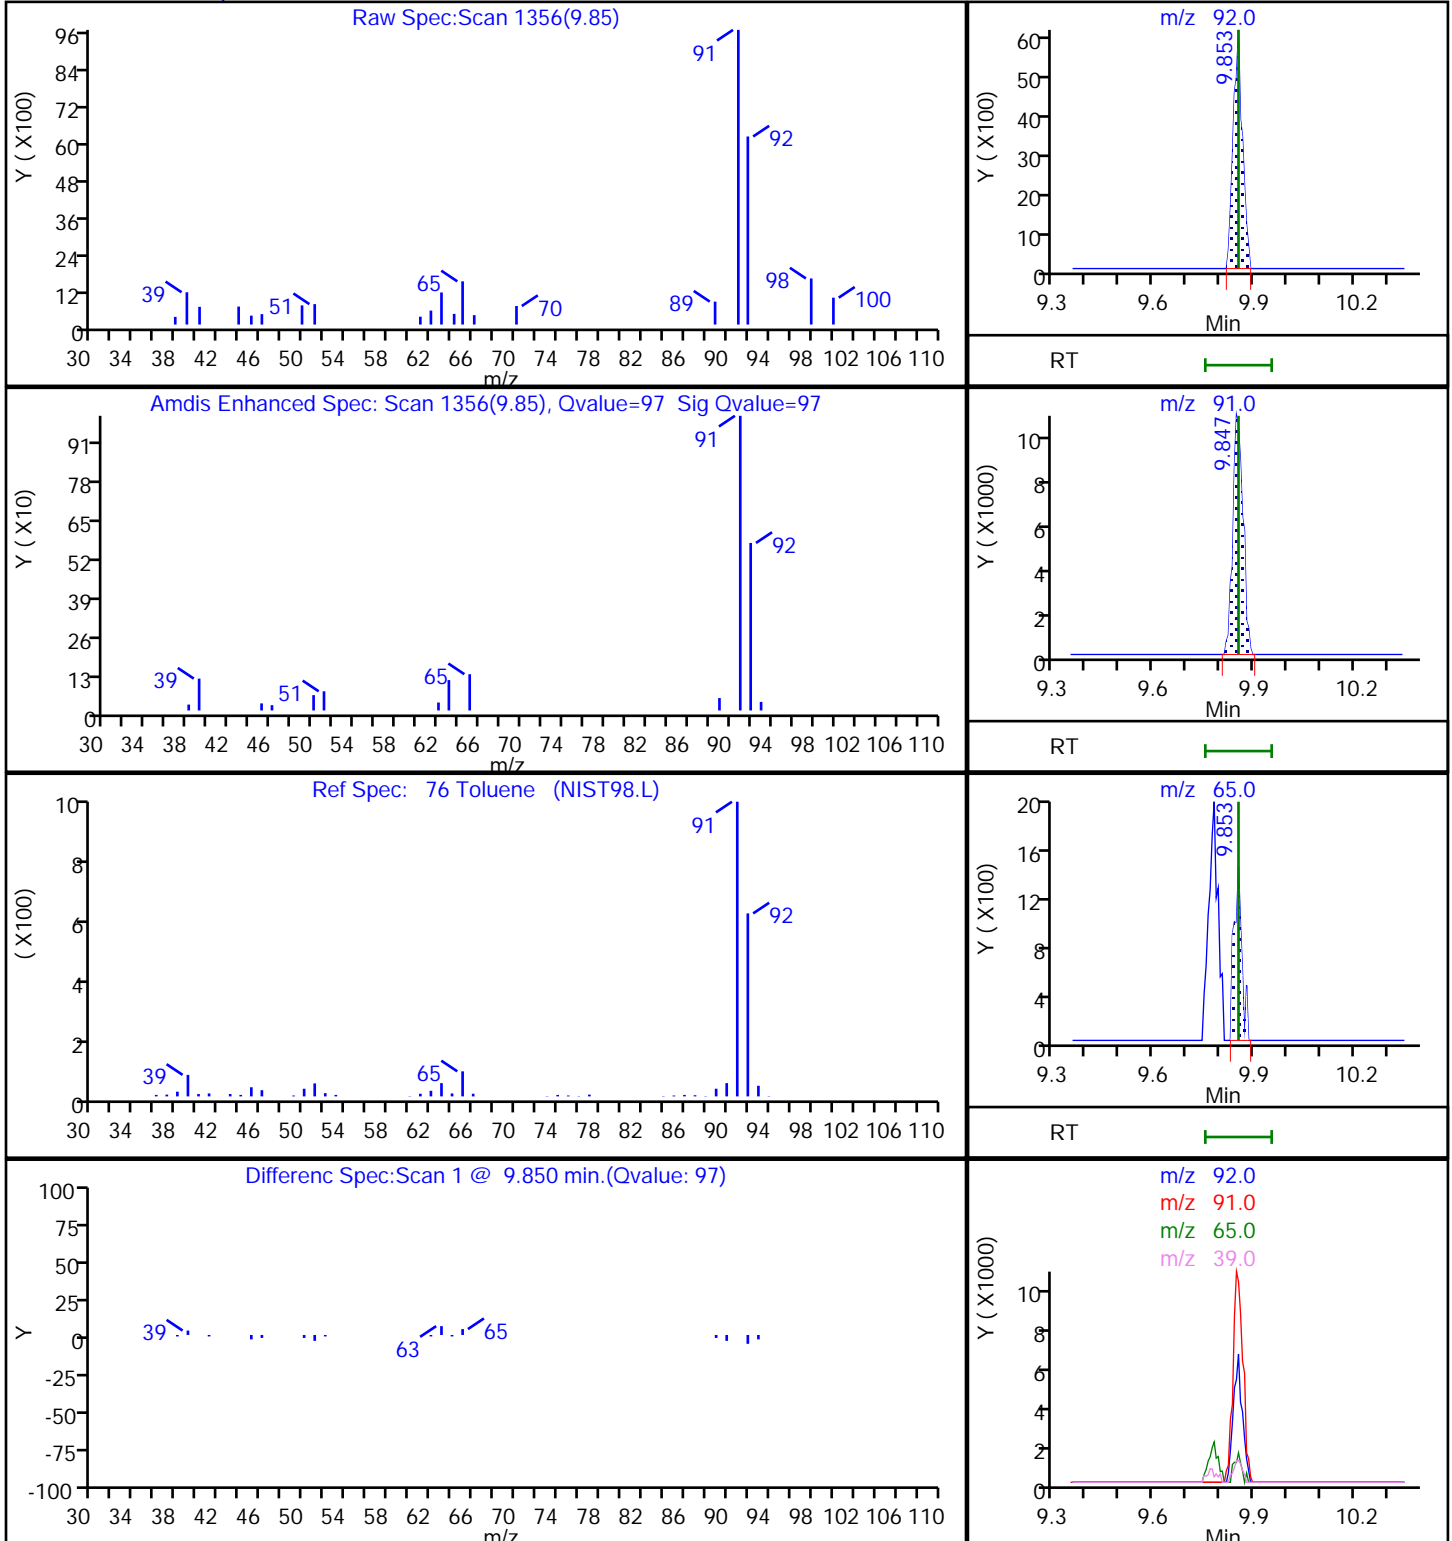 Raw Spec:Scan 1356(9.85)
Y ( X100)
96
84
72
60
48
36
24
12
0
91
92
39
51
65
70
89
98
100
30 34 38 42 46 50 54 58 62 66 70 74 78 82 86 90 94 98 102 106 110
m/z
m/z 92.0
Y ( X100)
60
50
40
30
20
10
0
9.853
9.3 9.6 9.9 10.2
Min
RT
Amdis Enhanced Spec: Scan 1356(9.85), Qvalue=97 Sig Qvalue=97
Y ( X10)
91
78
65
52
39
26
13
0
91
92
39
51
65
30 34 38 42 46 50 54 58 62 66 70 74 78 82 86 90 94 98 102 106 110
m/z
m/z 91.0
Y ( X1000)
10
8
6
4
2
0
9.847
9.3 9.6 9.9 10.2
Min
RT
Ref Spec: 76 Toluene (NIST98.L)
( X100)
10
8
6
4
2
0
91
92
39
65
30 34 38 42 46 50 54 58 62 66 70 74 78 82 86 90 94 98 102 106 110
m/z 65.0
Y ( X100)
20
16
12
8
4
0
9.853
9.3 9.6 9.9 10.2
Min
RT
Differenc Spec:Scan 1 @ 9.850 min.(Qvalue: 97)
Y
100
75
50
25
0
-25
-50
-75
-100
39
63
65
30 34 38 42 46 50 54 58 62 66 70 74 78 82 86 90 94 98 102 106 110
m/z
m/z 92.0
m/z 91.0
m/z 65.0
m/z 39.0
Y ( X1000)
10
8
6
4
2
0
9.3 9.6 9.9 10.2
Min